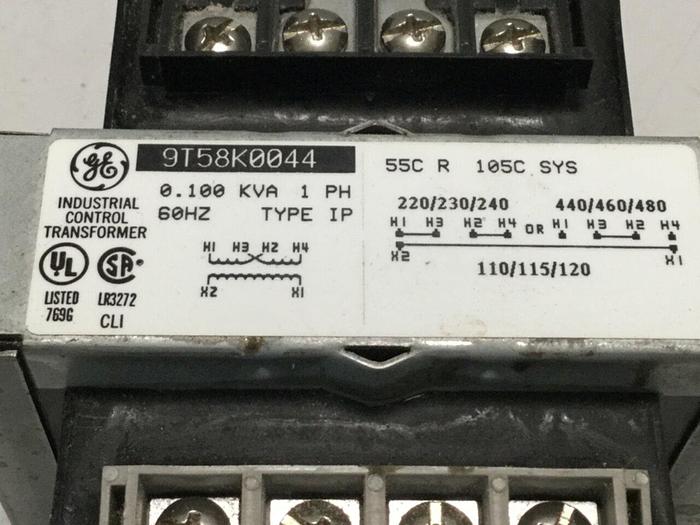 GE
9T58K0044
INDUSTRIAL
CONTROL
TRANSFORMER
0.100 KVA 1 PH
60HZ TYPE IP
H1 H3 H2 H4
X2 X1
UL
LISTED
769G
SA
LR3272
CLI
55C R 105C SYS
220/230/240 440/460/480
H1 H3 H2 H4 OR H1 H3 H2 H4
X2 X1
110/115/120